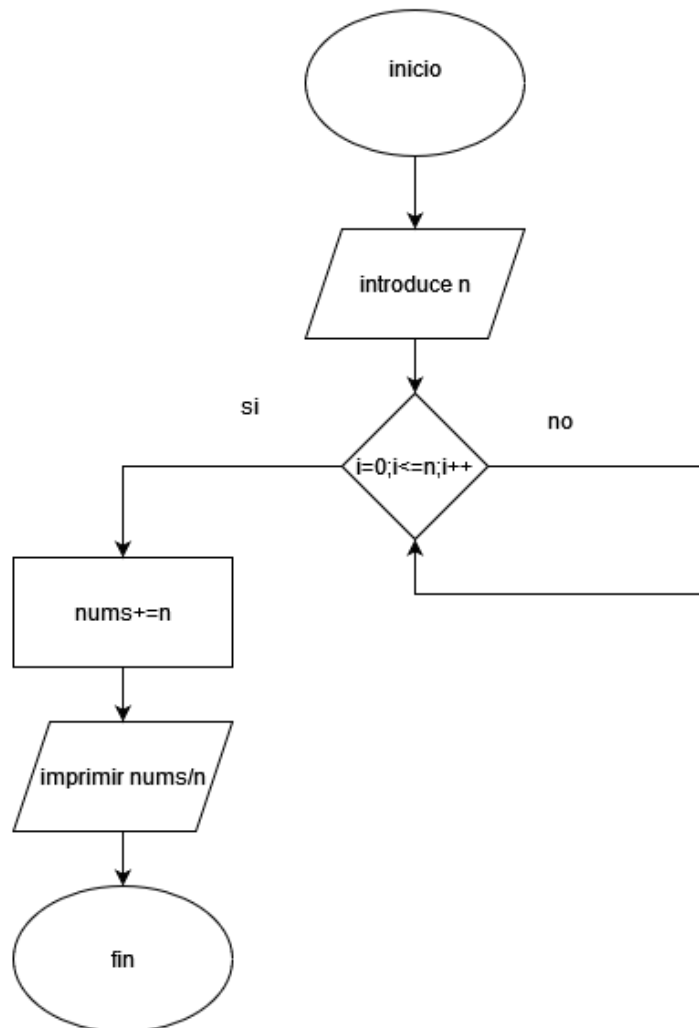 inicio
introduce n
si
no
i=0;i<=n;i++
nums+=n
imprimir nums/n
fin